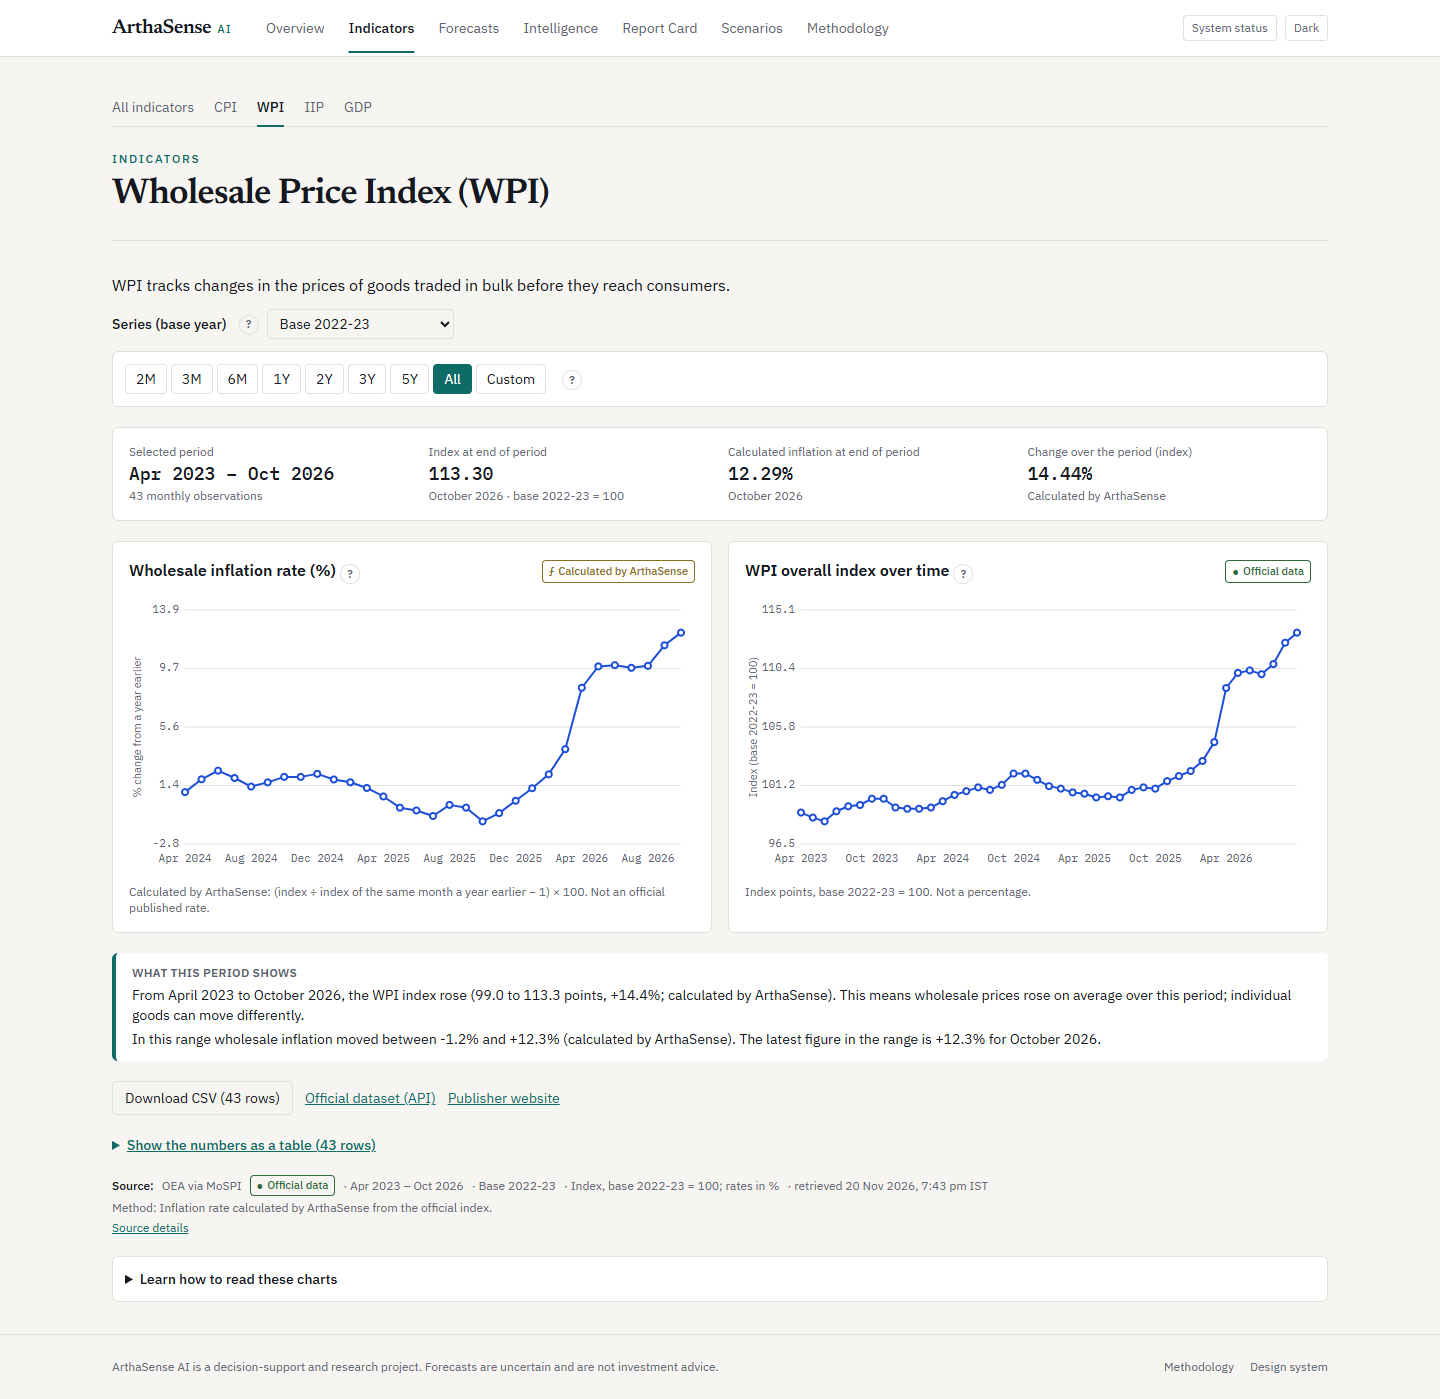 ArthaSense AI
Overview
Indicators
Forecasts
Intelligence
Report Card
Scenarios
Methodology
System status
Dark
All indicators
CPI
WPI
IIP
GDP
INDICATORS
Wholesale Price Index (WPI)
WPI tracks changes in the prices of goods traded in bulk before they reach consumers.
Series (base year) ? Base 2022-23
2M
3M
6M
1Y
2Y
3Y
5Y
All
Custom
?
Selected period
Apr 2023 – Oct 2026
43 monthly observations
Index at end of period
113.30
October 2026 · base 2022-23 = 100
Calculated inflation at end of period
12.29%
October 2026
Change over the period (index)
14.44%
Calculated by ArthaSense
Wholesale inflation rate (%) ?
ƒ Calculated by ArthaSense
% change from a year earlier
13.9
9.7
5.6
1.4
-2.8
Apr 2024
Aug 2024
Dec 2024
Apr 2025
Aug 2025
Dec 2025
Apr 2026
Aug 2026
Calculated by ArthaSense: (index ÷ index of the same month a year earlier − 1) × 100. Not an official
published rate.
WPI overall index over time ?
● Official data
Index (base 2022-23 = 100)
115.1
110.4
105.8
101.2
96.5
Apr 2023
Oct 2023
Apr 2024
Oct 2024
Apr 2025
Oct 2025
Apr 2026
Index points, base 2022-23 = 100. Not a percentage.
WHAT THIS PERIOD SHOWS
From April 2023 to October 2026, the WPI index rose (99.0 to 113.3 points, +14.4%; calculated by ArthaSense). This means wholesale prices rose on average over this period; individual
goods can move differently.
In this range wholesale inflation moved between -1.2% and +12.3% (calculated by ArthaSense). The latest figure in the range is +12.3% for October 2026.
Download CSV (43 rows)
Official dataset (API)
Publisher website
▶ Show the numbers as a table (43 rows)
Source: OEA via MoSPI ● Official data · Apr 2023 – Oct 2026 · Base 2022-23 · Index, base 2022-23 = 100; rates in % · retrieved 20 Nov 2026, 7:43 pm IST
Method: Inflation rate calculated by ArthaSense from the official index.
Source details
▶ Learn how to read these charts
ArthaSense AI is a decision-support and research project. Forecasts are uncertain and are not investment advice.
Methodology
Design system